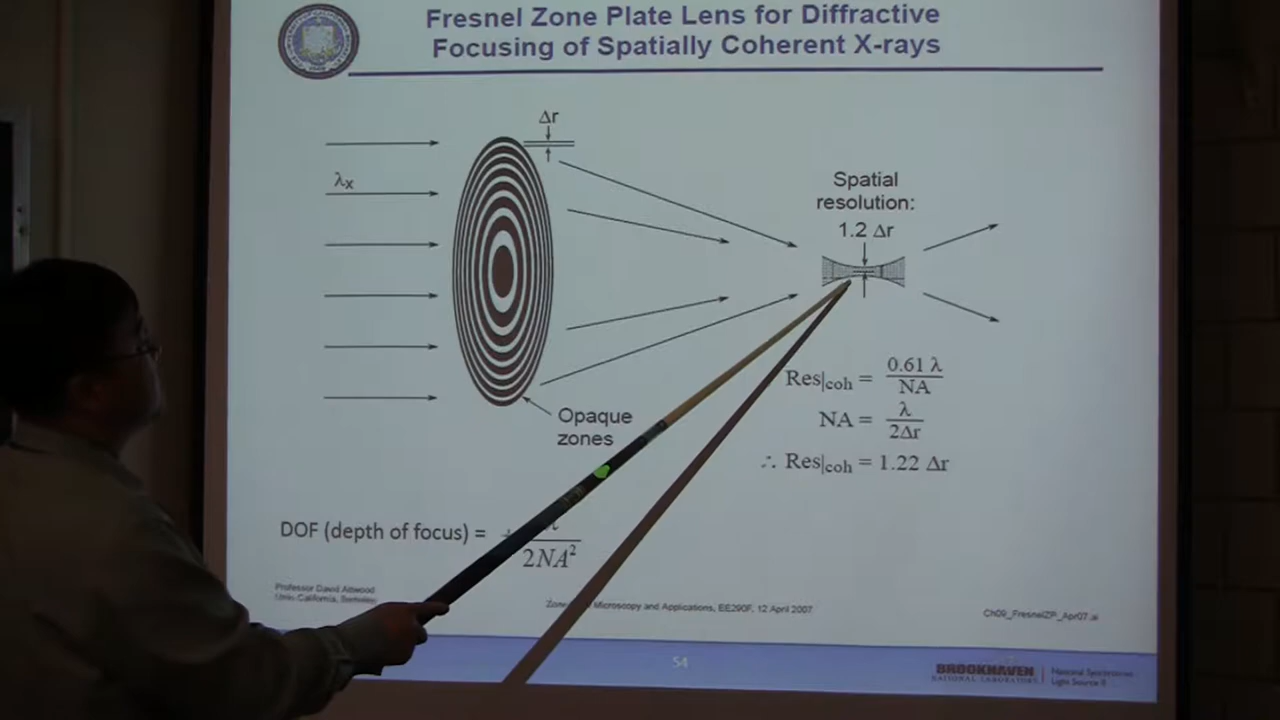 Fresnel Zone Plate Lens for Diffractive
Focusing of Spatially Coherent X-rays
Δr
λx
Spatial
resolution:
1.2 Δr
Opaque
zones
Res|coh = 0.61 λ / NA
NA = λ / 2Δr
∴ Res|coh = 1.22 Δr
DOF (depth of focus) =
2NA²
Professor David Attwood
Univ. California, Berkeley
Microscopy and Applications, EE290F, 12 April 2007
Ch09_FresnelZP_Apr07.ai
54
BROOKHAVEN
NATIONAL LABORATORY
National Synchrotron
Light Source II